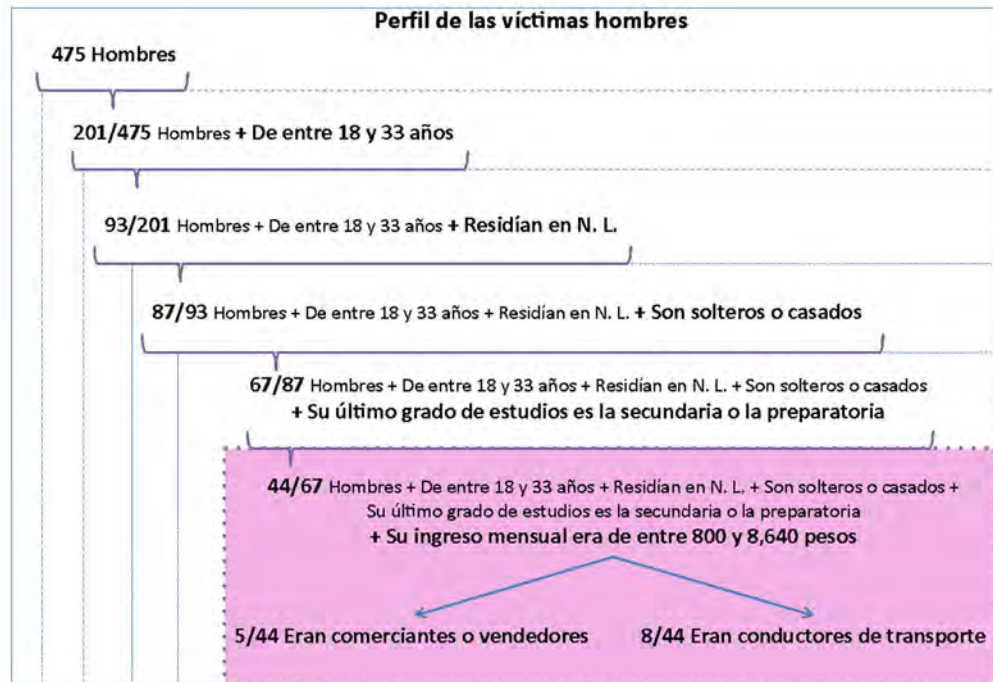 Perfil de las víctimas hombres
475 Hombres
201/475 Hombres + De entre 18 y 33 años
93/201 Hombres + De entre 18 y 33 años + Residían en N. L.
87/93 Hombres + De entre 18 y 33 años + Residían en N. L. + Son solteros o casados
67/87 Hombres + De entre 18 y 33 años + Residían en N. L. + Son solteros o casados
+ Su último grado de estudios es la secundaria o la preparatoria
44/67 Hombres + De entre 18 y 33 años + Residían en N. L. + Son solteros o casados +
Su último grado de estudios es la secundaria o la preparatoria
+ Su ingreso mensual era de entre 800 y 8,640 pesos
5/44 Eran comerciantes o vendedores
8/44 Eran conductores de transporte